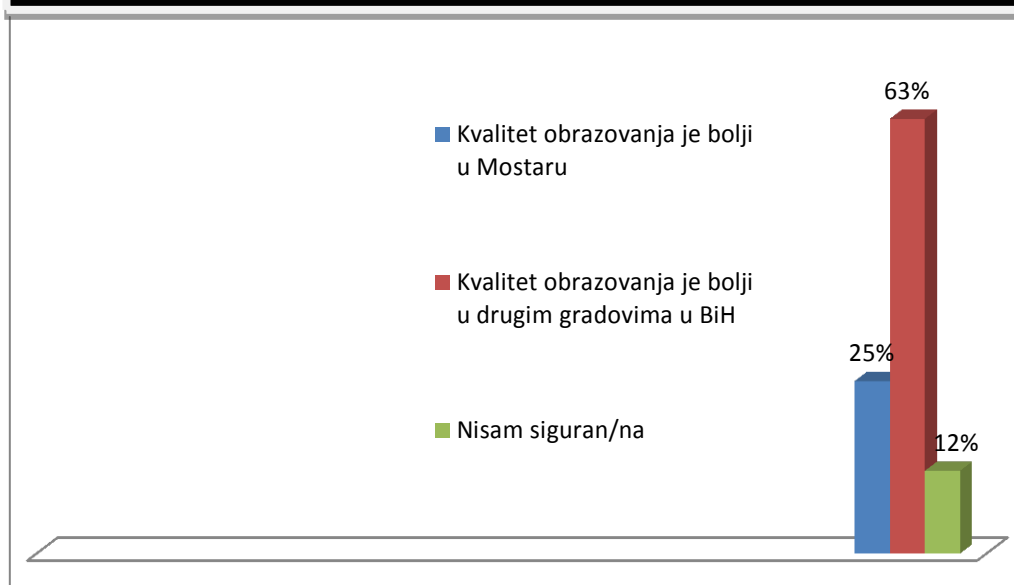 63%
Kvalitet obrazovanja je bolji
u Mostaru
Kvalitet obrazovanja je bolji
u drugim gradovima u BiH
25%
Nisam siguran/na
12%